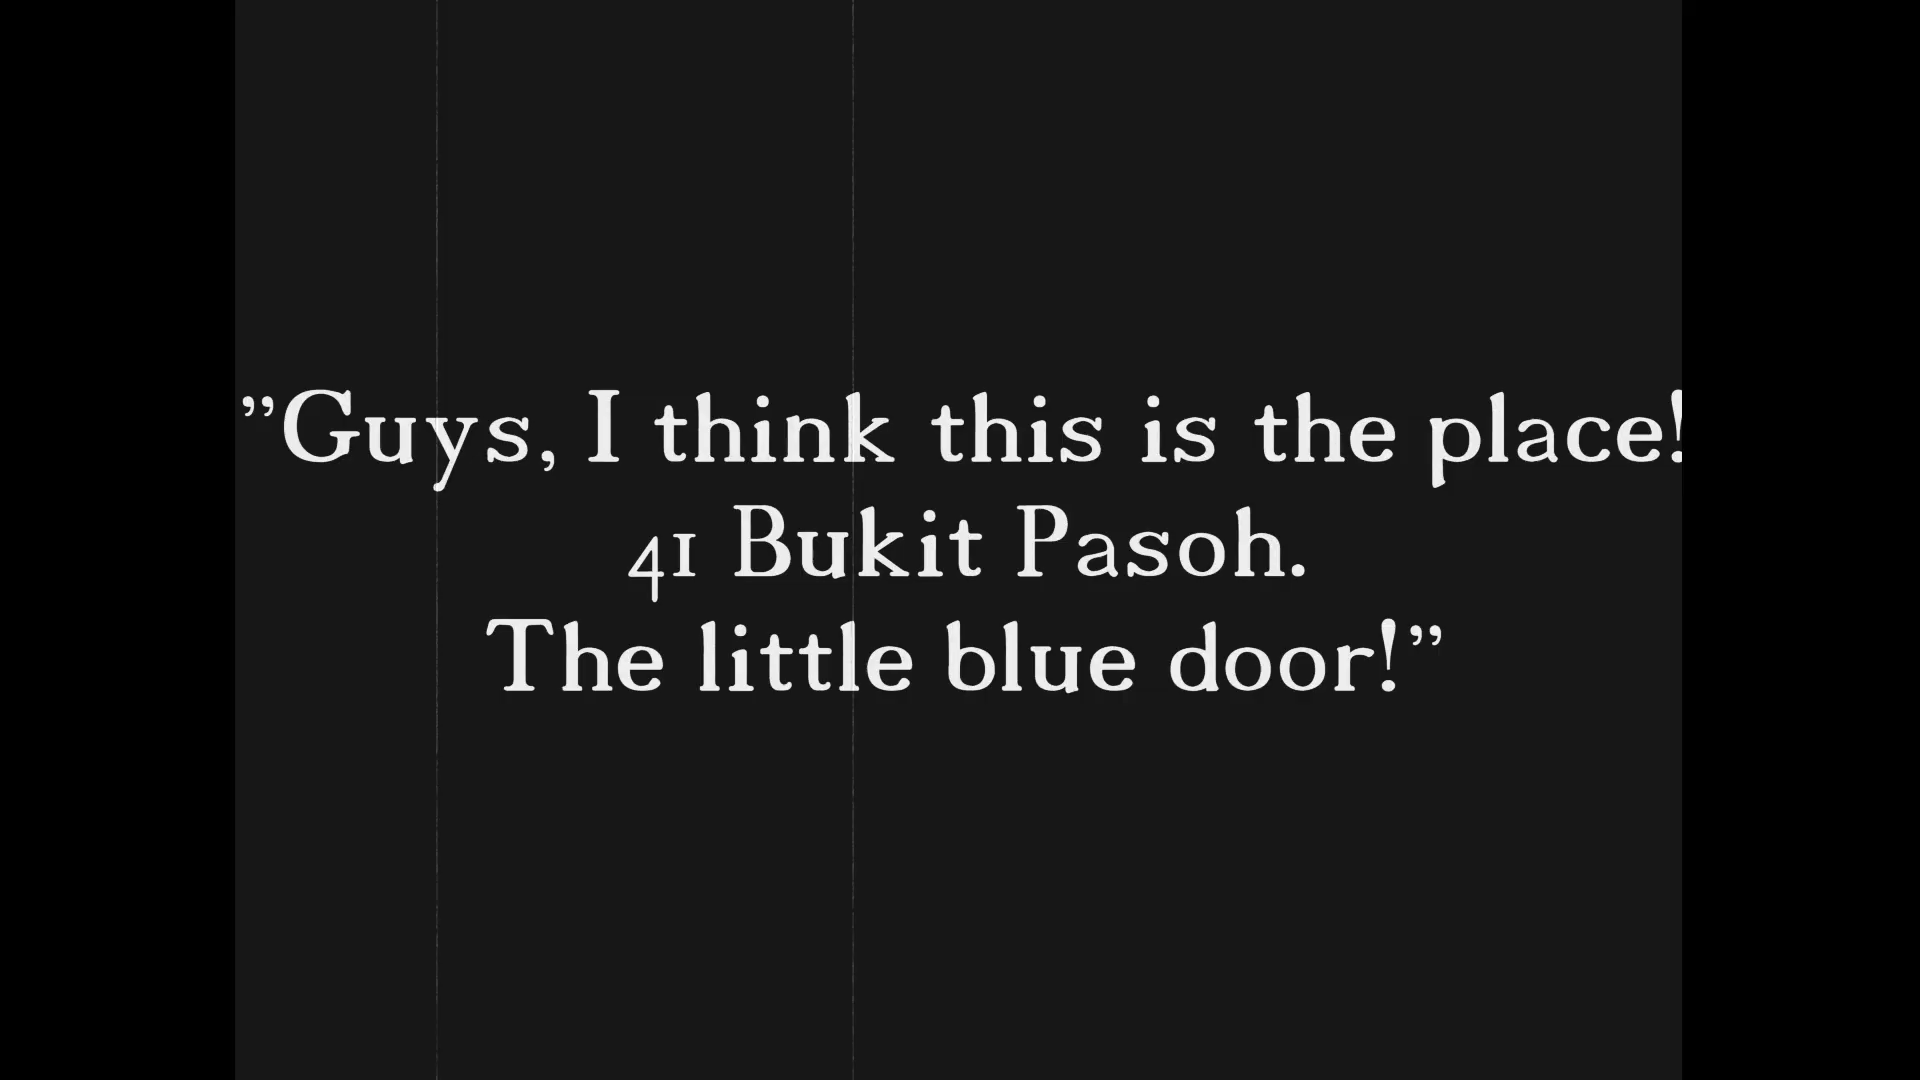 ”Guys, I think this is the place!
41 Bukit Pasoh.
The little blue door!”